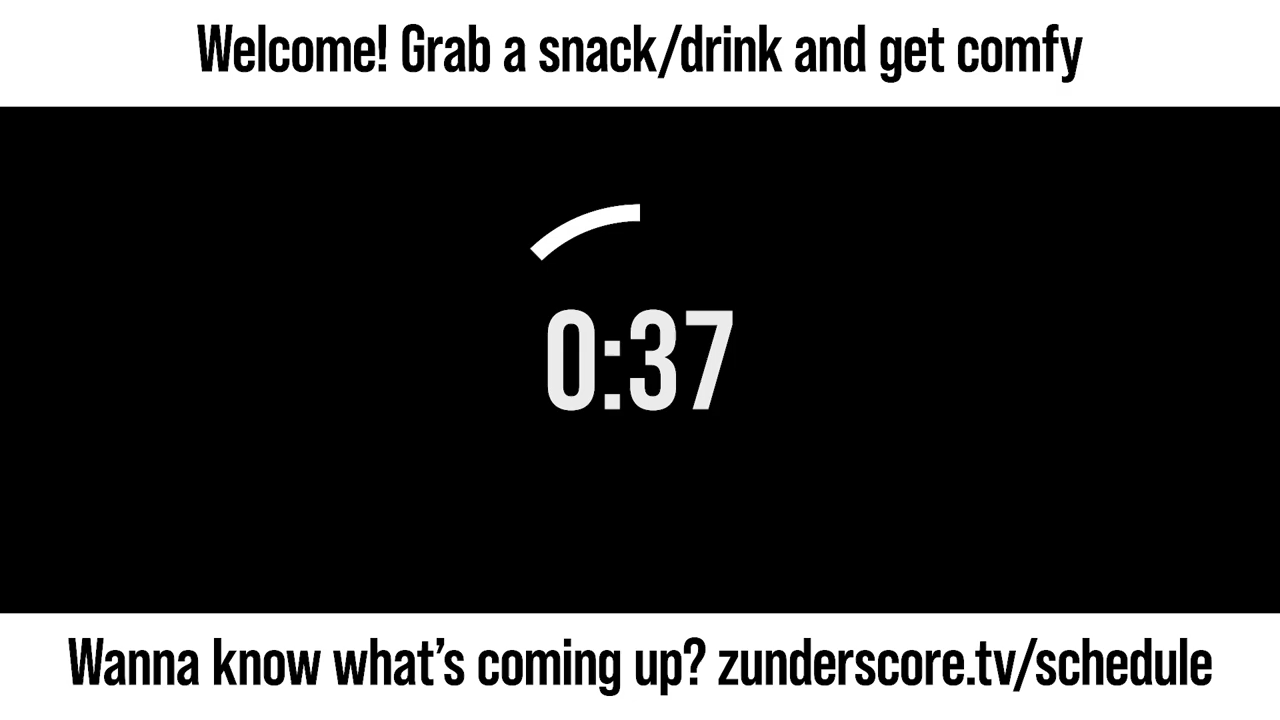 Welcome! Grab a snack/drink and get comfy
0:37
Wanna know what’s coming up? zunderscore.tv/schedule